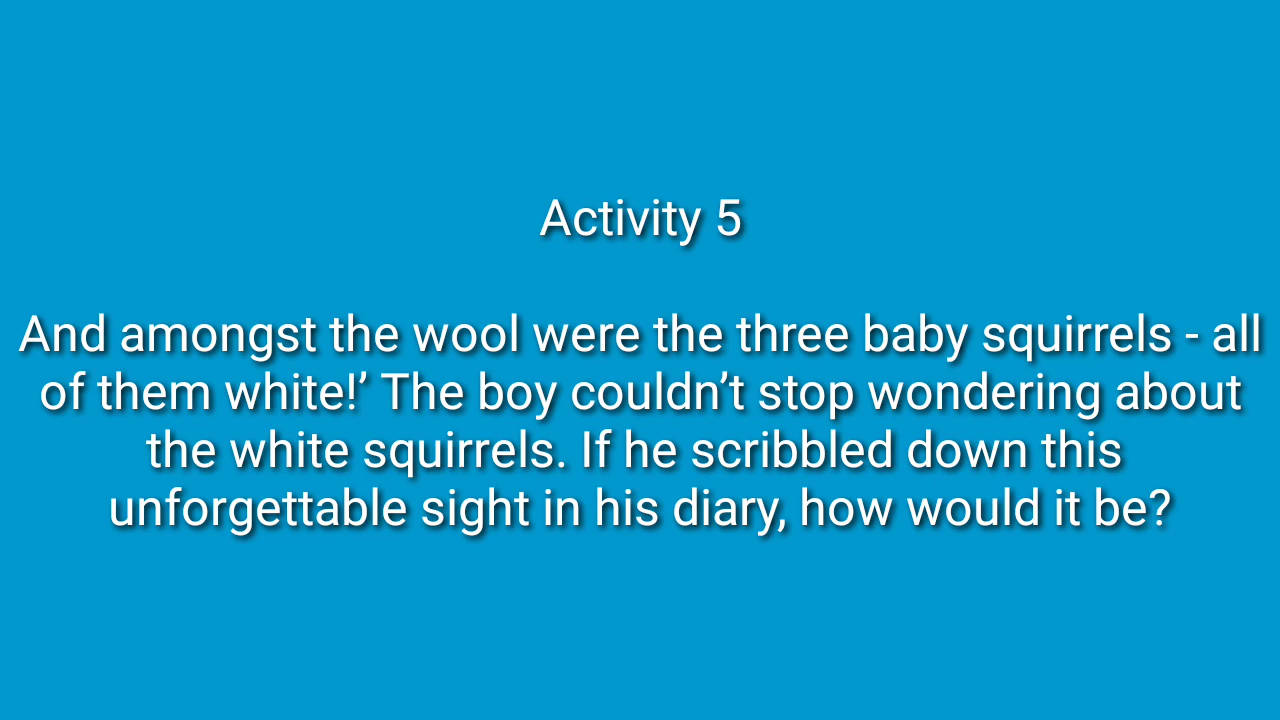 Activity 5
And amongst the wool were the three baby squirrels - all
of them white!’ The boy couldn’t stop wondering about
the white squirrels. If he scribbled down this
unforgettable sight in his diary, how would it be?